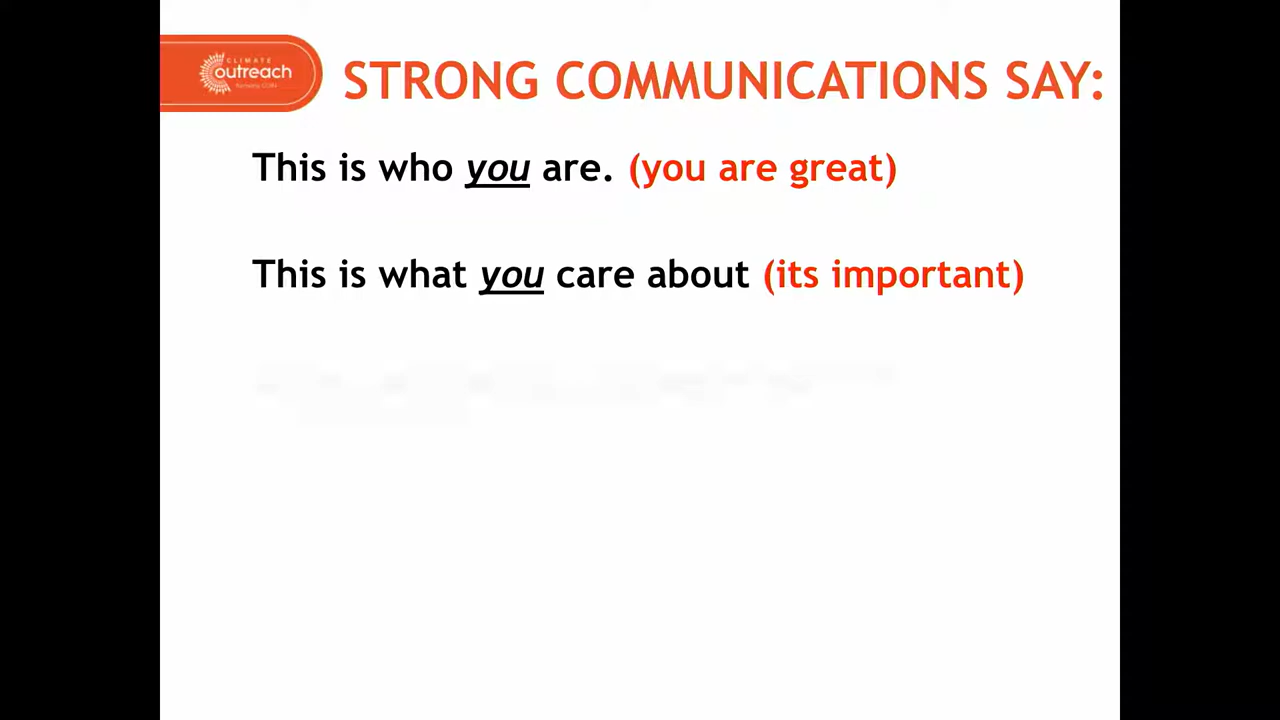 CLIMATE
outreach
STRONG COMMUNICATIONS SAY:
This is who you are. (you are great)
This is what you care about (its important)